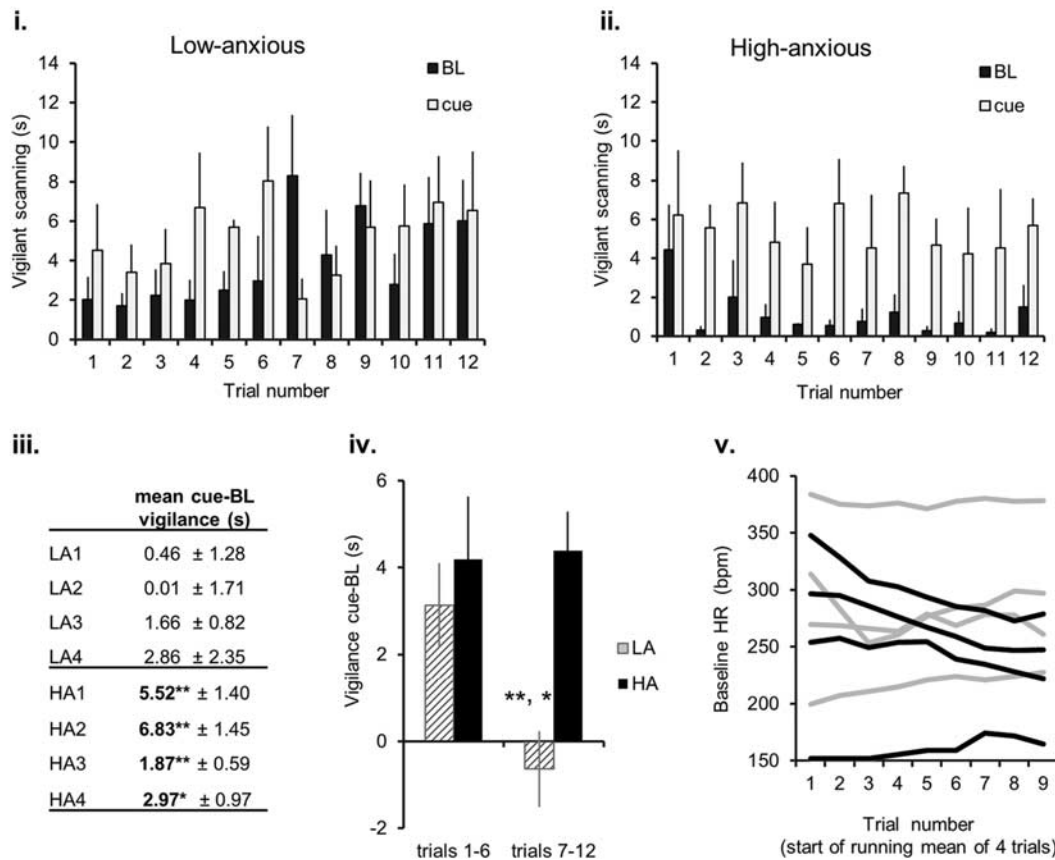 i.
Low-anxious
14
12
10
8
6
4
2
0
Vigilant scanning (s)
BL
cue
1 2 3 4 5 6 7 8 9 10 11 12
Trial number
ii.
High-anxious
14
12
10
8
6
4
2
0
Vigilant scanning (s)
BL
cue
1 2 3 4 5 6 7 8 9 10 11 12
Trial number
iii.
mean cue-BL
vigilance (s)
LA1 0.46 ± 1.28
LA2 0.01 ± 1.71
LA3 1.66 ± 0.82
LA4 2.86 ± 2.35
HA1 5.52** ± 1.40
HA2 6.83** ± 1.45
HA3 1.87** ± 0.59
HA4 2.97* ± 0.97
iv.
6
4
2
0
-2
Vigilance cue-BL (s)
**, *
LA
HA
trials 1-6 trials 7-12
v.
400
350
300
250
200
150
Baseline HR (bpm)
1 2 3 4 5 6 7 8 9
Trial number
(start of running mean of 4 trials)